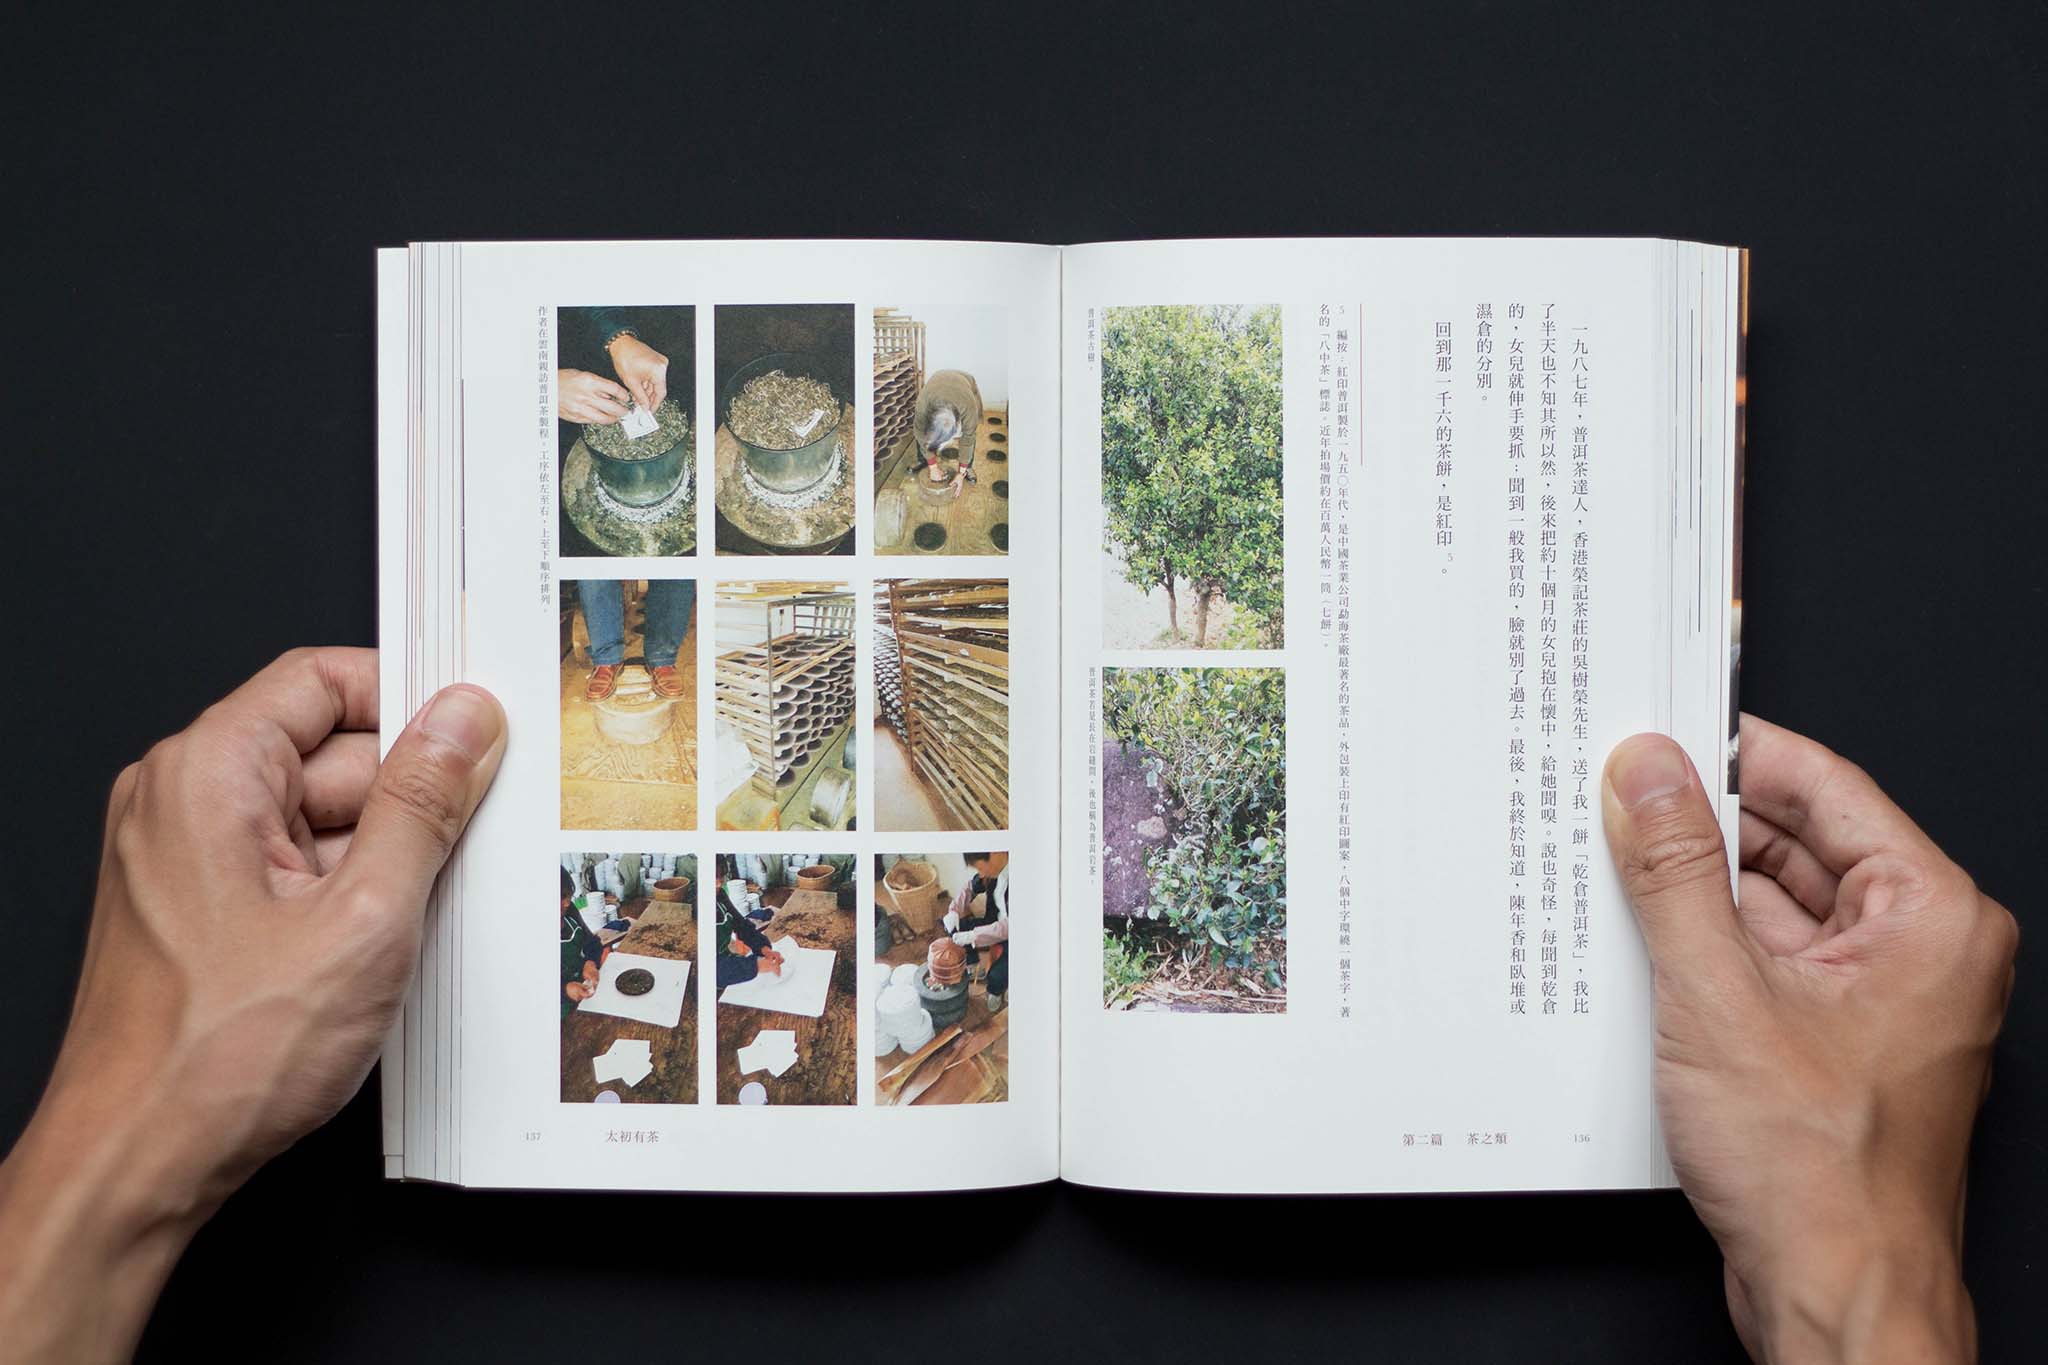 一九八七年，普洱茶達人，香港榮記茶莊的吳樹榮先生，送了我一餅「乾倉普洱茶」，我比
了半天也不知其所以然，後來把約十個月的女兒抱在懷中，給她聞嗅。說也奇怪，每聞到乾倉
的，女兒就伸手要抓；聞到一般我買的，臉就別了過去。最後，我終於知道，陳年香和臥堆或
濕倉的分別。
回到那一千六的茶餅，是紅印5。
5 編按：紅印普洱製於一九五〇年代，是中國茶業公司勐海茶廠最著名的茶品，外包裝上印有紅印圖案，八個中字環繞一個茶字，著
名的「八中茶」標誌。近年拍場價約在百萬人民幣一筒（七餅）。
普洱茶古樹。
普洱茶若是長在岩縫間，後也稱為普洱岩茶。
第二篇 茶之類 136
作者在雲南親訪普洱茶製程。工序依左至右，上至下順序排列。
137 太初有茶